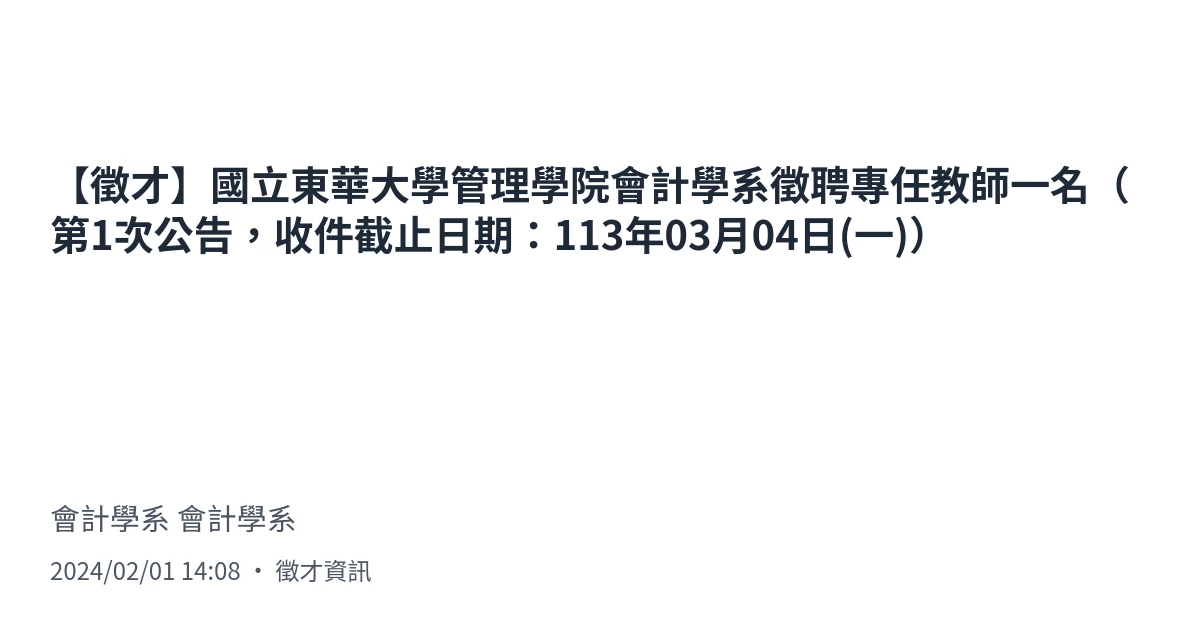 【徵才】國立東華大學管理學院會計學系徵聘專任教師一名（
第1次公告，收件截止日期：113年03月04日(一)）
會計學系 會計學系
2024/02/01 14:08 ・ 徵才資訊